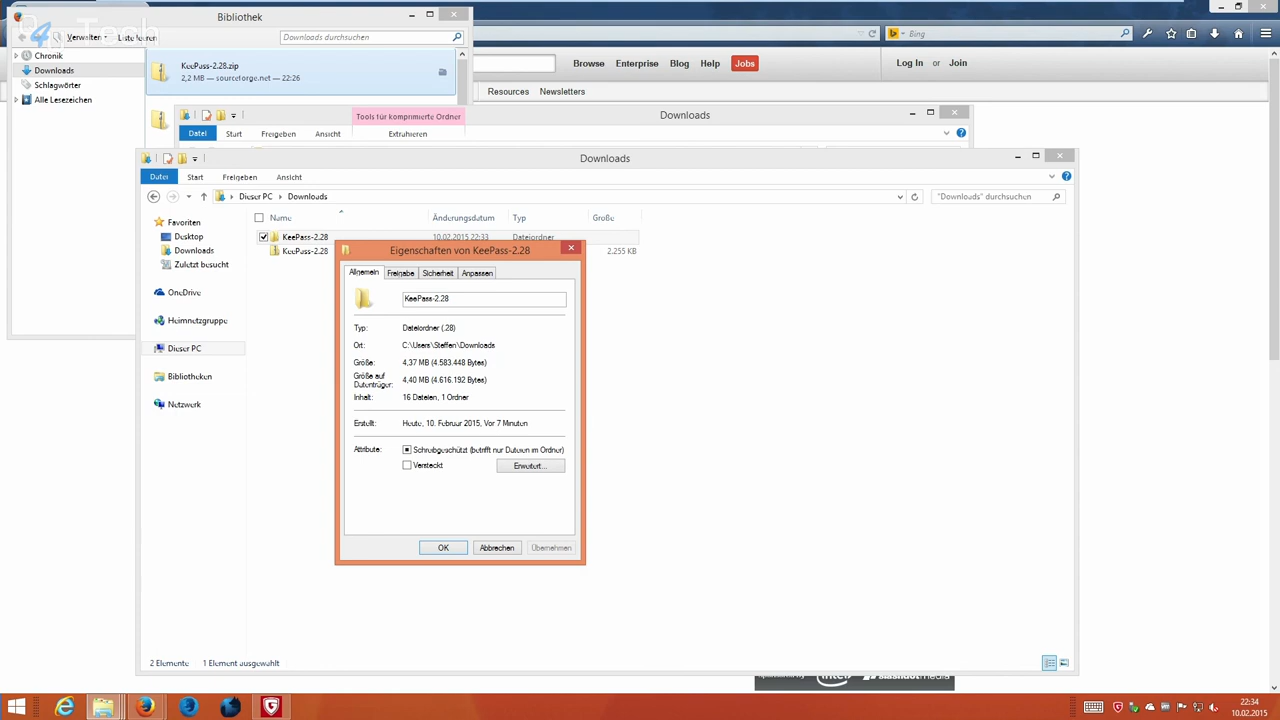 Bibliothek
Verwalten
Downloads durchsuchen
Bing
Chronik
Downloads
Schlagwörter
Alle Lesezeichen
KeePass-2.28.zip
2,2 MB — sourceforge.net — 22:26
Browse Enterprise Blog Help Jobs
Log In or Join
Resources Newsletters
Tools für komprimierte Ordner
Downloads
Datei Start Freigeben Ansicht Extrahieren
Downloads
Datei Start Freigeben Ansicht
Dieser PC Downloads
"Downloads" durchsuchen
Favoriten
Desktop
Downloads
Zuletzt besucht
OneDrive
Heimnetzgruppe
Dieser PC
Bibliotheken
Netzwerk
Name Änderungsdatum Typ Größe
KeePass-2.28 10.02.2015 22:33 Dateiordner
KeePass-2.28 2.255 KB
Eigenschaften von KeePass-2.28
Allgemein Freigabe Sicherheit Anpassen
KeePass-2.28
Typ: Dateiordner (.28)
Ort: C:\Users\Steffen\Downloads
Größe: 4,37 MB (4.583.448 Bytes)
Größe auf Datenträger: 4,40 MB (4.616.192 Bytes)
Inhalt: 16 Dateien, 1 Ordner
Erstellt: Heute, 10. Februar 2015, Vor 7 Minuten
Attribute: Schreibgeschützt (betrifft nur Dateien im Ordner)
Versteckt
Erweitert...
OK Abbrechen Übernehmen
2 Elemente 1 Element ausgewählt
22:34
10.02.2015